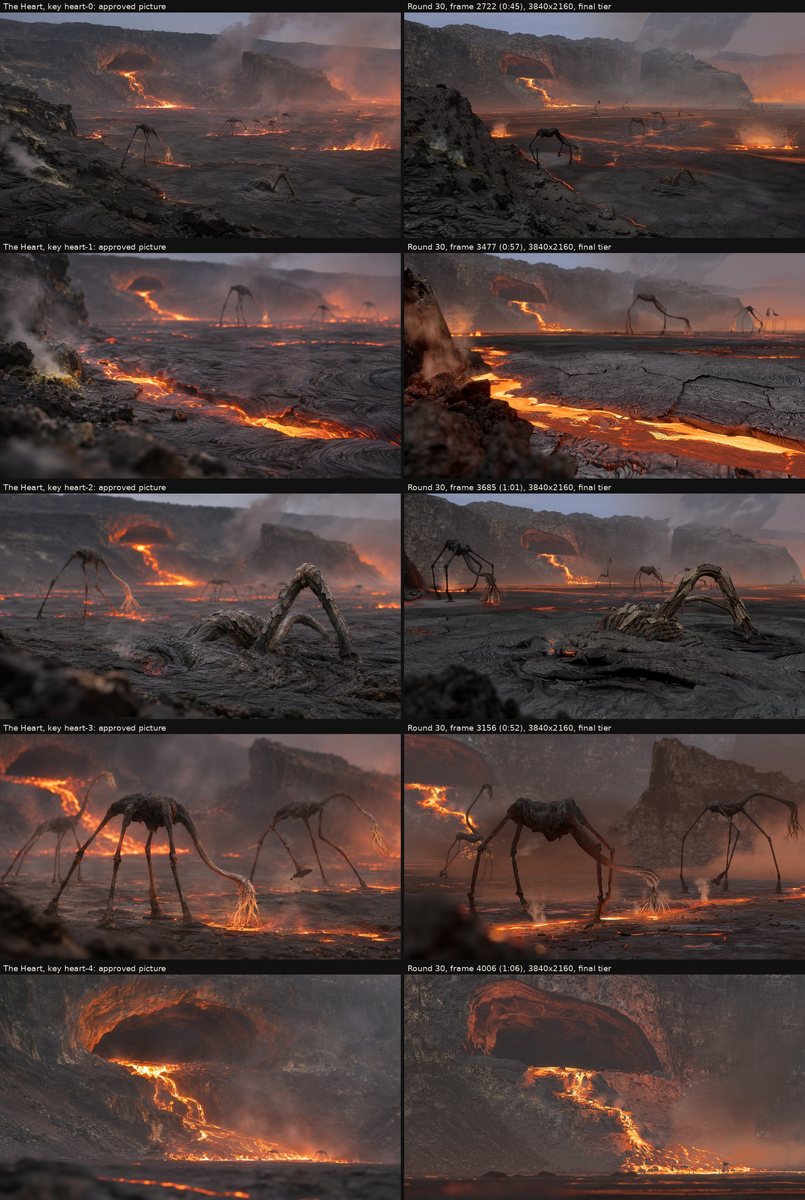 The Heart, key heart-0: approved picture
Round 30, frame 2722 (0:45), 3840x2160, final tier
The Heart, key heart-1: approved picture
Round 30, frame 3477 (0:57), 3840x2160, final tier
The Heart, key heart-2: approved picture
Round 30, frame 3685 (1:01), 3840x2160, final tier
The Heart, key heart-3: approved picture
Round 30, frame 3156 (0:52), 3840x2160, final tier
The Heart, key heart-4: approved picture
Round 30, frame 4006 (1:06), 3840x2160, final tier